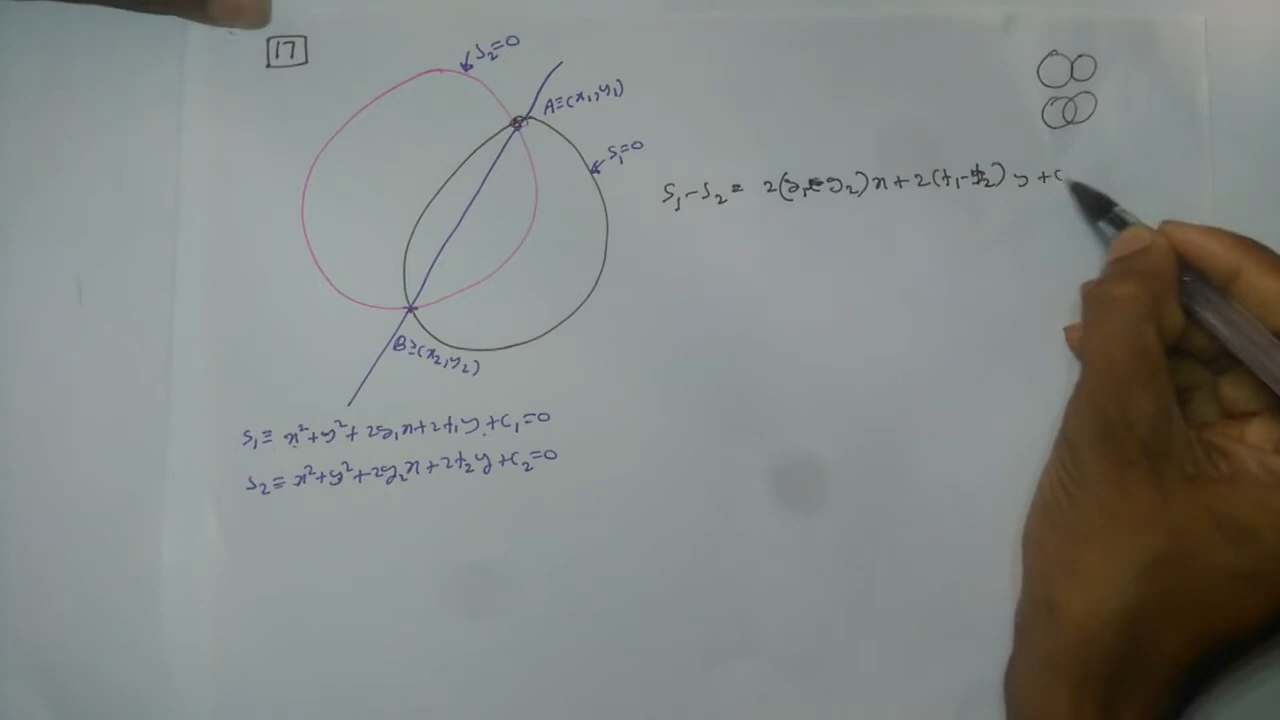 17
S₂=0
A≡(x₁,y₁)
S₁=0
S₁-S₂ = 2(g₁-g₂)x+2(f₁-f₂)y+c
B≡(x₂,y₂)
S₁≡ x²+y²+2g₁x+2f₁y+c₁=0
S₂≡ x²+y²+2g₂x+2f₂y+c₂=0